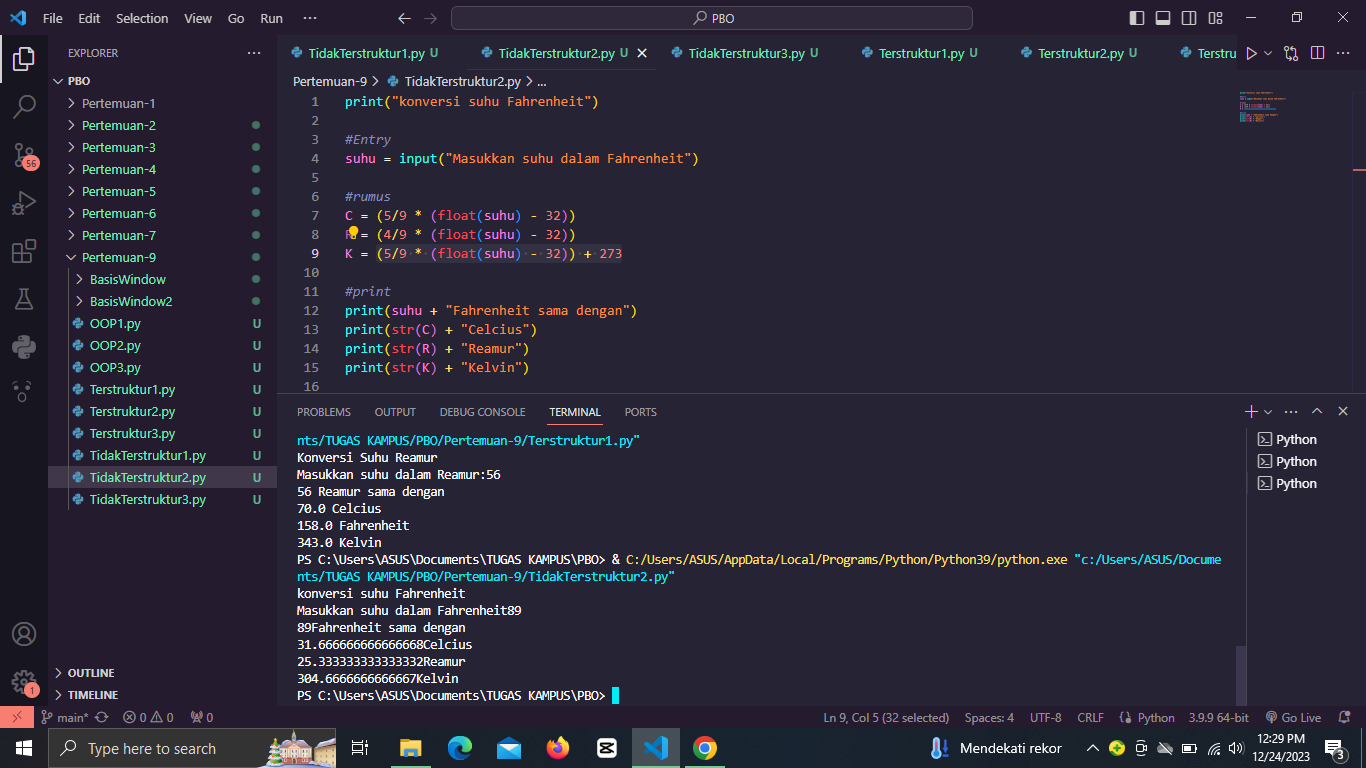 File Edit Selection View Go Run ··· PBO
EXPLORER ···
PBO
Pertemuan-1
Pertemuan-2
Pertemuan-3
Pertemuan-4
Pertemuan-5
Pertemuan-6
Pertemuan-7
Pertemuan-9
BasisWindow
BasisWindow2
OOP1.py U
OOP2.py U
OOP3.py U
Terstruktur1.py U
Terstruktur2.py U
Terstruktur3.py U
TidakTerstruktur1.py U
TidakTerstruktur2.py U
TidakTerstruktur3.py U
OUTLINE
TIMELINE
56
1
TidakTerstruktur1.py U TidakTerstruktur2.py U TidakTerstruktur3.py U Terstruktur1.py U Terstruktur2.py U Terstru
Pertemuan-9 > TidakTerstruktur2.py > ...
1 print("konversi suhu Fahrenheit")
2
3 #Entry
4 suhu = input("Masukkan suhu dalam Fahrenheit")
5
6 #rumus
7 C = (5/9 * (float(suhu) - 32))
8 R = (4/9 * (float(suhu) - 32))
9 K = (5/9 * (float(suhu) - 32)) + 273
10
11 #print
12 print(suhu + "Fahrenheit sama dengan")
13 print(str(C) + "Celcius")
14 print(str(R) + "Reamur")
15 print(str(K) + "Kelvin")
16
PROBLEMS OUTPUT DEBUG CONSOLE TERMINAL PORTS
nts/TUGAS KAMPUS/PBO/Pertemuan-9/Terstruktur1.py"
Konversi Suhu Reamur
Masukkan suhu dalam Reamur:56
56 Reamur sama dengan
70.0 Celcius
158.0 Fahrenheit
343.0 Kelvin
PS C:\Users\ASUS\Documents\TUGAS KAMPUS\PBO> & C:/Users/ASUS/AppData/Local/Programs/Python/Python39/python.exe "c:/Users/ASUS/Docume
nts/TUGAS KAMPUS/PBO/Pertemuan-9/TidakTerstruktur2.py"
konversi suhu Fahrenheit
Masukkan suhu dalam Fahrenheit89
89Fahrenheit sama dengan
31.666666666666668Celcius
25.333333333333332Reamur
304.6666666666667Kelvin
PS C:\Users\ASUS\Documents\TUGAS KAMPUS\PBO>
Python
Python
Python
main* 0 0 0 Ln 9, Col 5 (32 selected) Spaces: 4 UTF-8 CRLF Python 3.9.9 64-bit Go Live
Type here to search Mendekati rekor
12:29 PM
12/24/2023
3